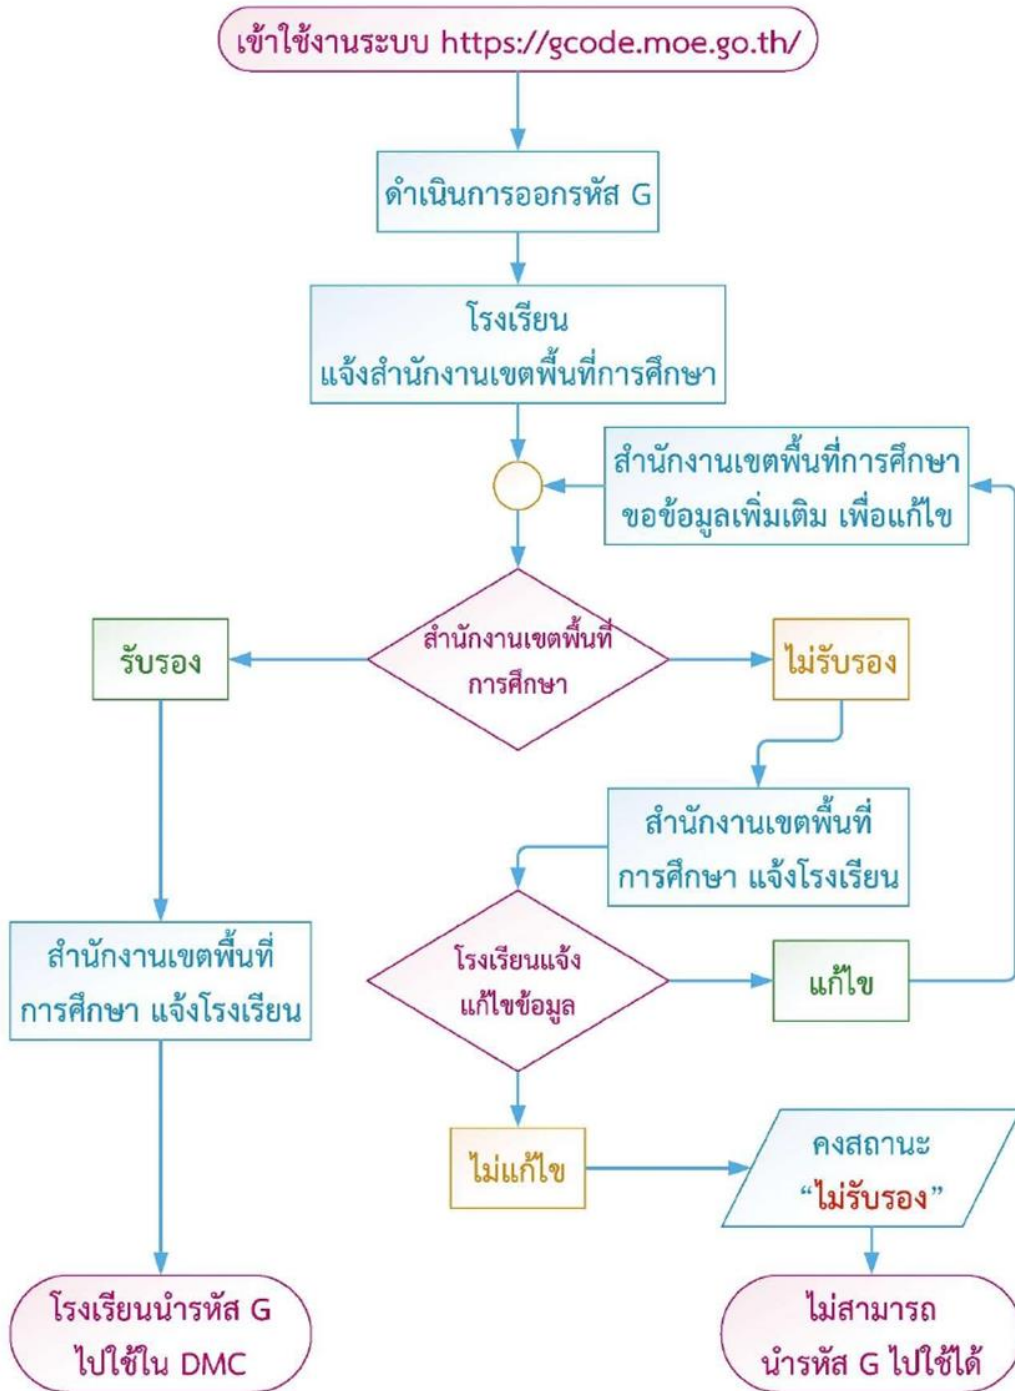 เข้าใช้งานระบบ https://gcode.moe.go.th/
ดำเนินการออกรหัส G
โรงเรียน
แจ้งสำนักงานเขตพื้นที่การศึกษา
สำนักงานเขตพื้นที่การศึกษา
ขอข้อมูลเพิ่มเติม เพื่อแก้ไข
สำนักงานเขตพื้นที่
การศึกษา
รับรอง
ไม่รับรอง
สำนักงานเขตพื้นที่
การศึกษา แจ้งโรงเรียน
สำนักงานเขตพื้นที่
การศึกษา แจ้งโรงเรียน
โรงเรียนแจ้ง
แก้ไขข้อมูล
แก้ไข
ไม่แก้ไข
คงสถานะ
“ไม่รับรอง”
โรงเรียนนำรหัส G
ไปใช้ใน DMC
ไม่สามารถ
นำรหัส G ไปใช้ได้